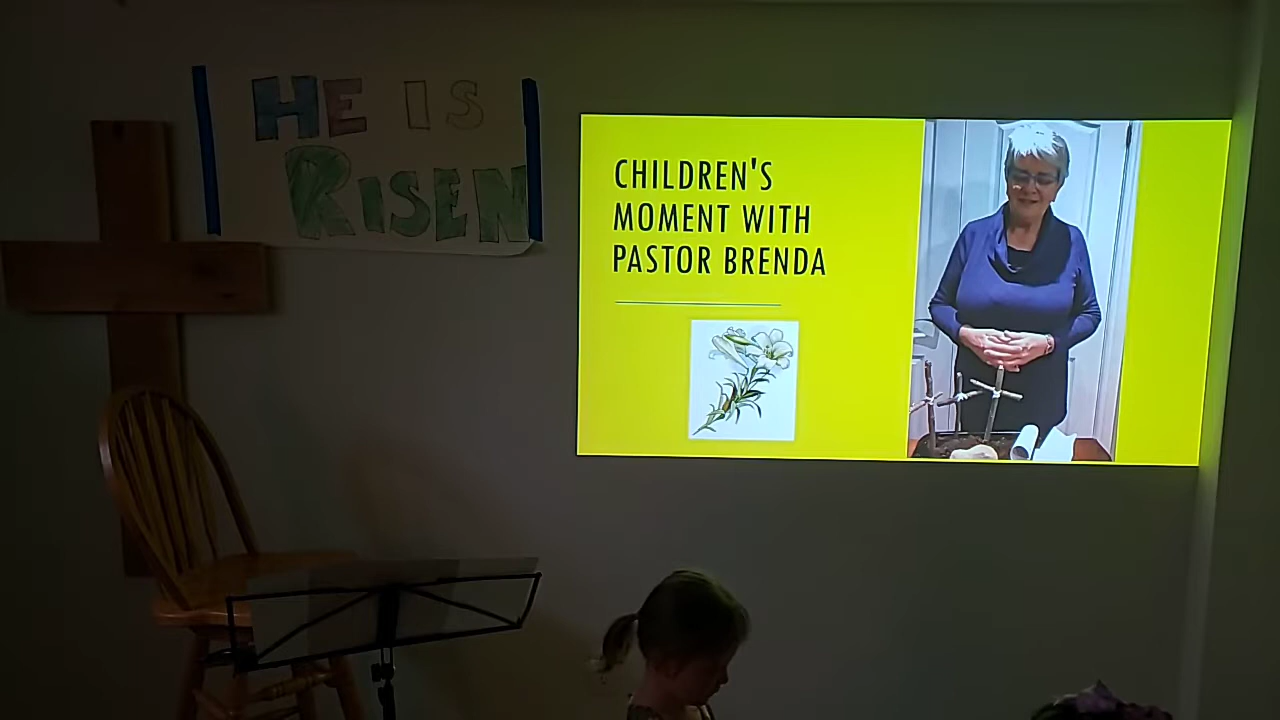 HE IS
RISEN
CHILDREN'S
MOMENT WITH
PASTOR BRENDA